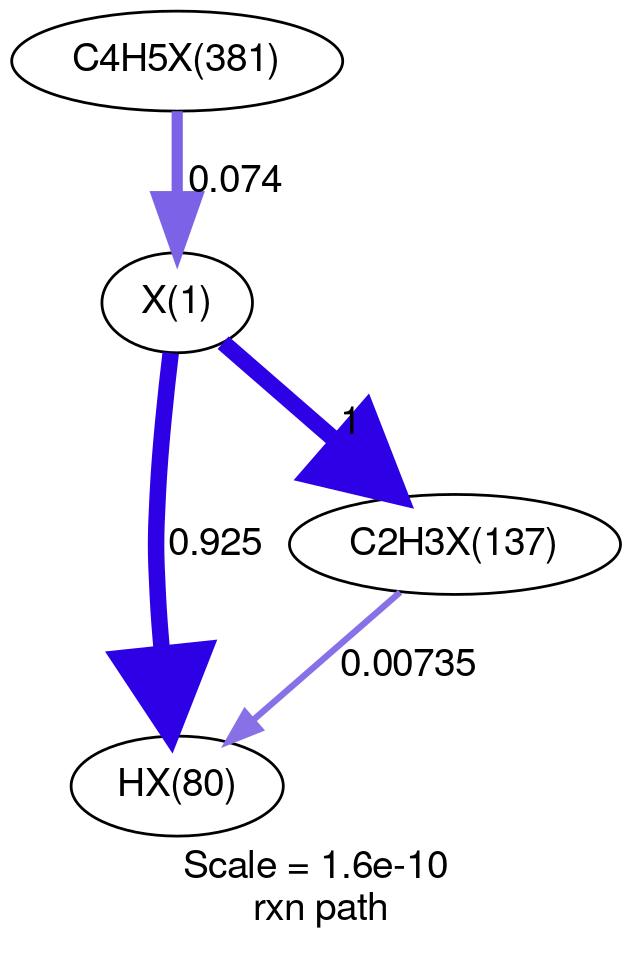 C4H5X(381)
0.074
X(1)
1
0.925
C2H3X(137)
0.00735
HX(80)
Scale = 1.6e-10
rxn path